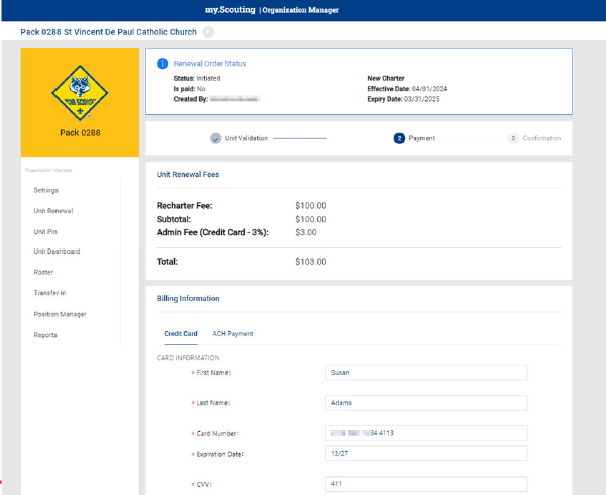 my.Scouting | Organization Manager
Pack 0288 St Vincent De Paul Catholic Church P
Renewal Order Status
Status: Initiated
Is paid: No
Created By:
New Charter
Effective Date: 04/01/2024
Expiry Date: 03/31/2025
CUB SCOUTS
Pack 0288
Unit Validation
2 Payment
3 Confirmation
Organization Manager
Settings
Unit Renewal
Unit Pin
Unit Dashboard
Roster
Transfer in
Position Manager
Reports
Unit Renewal Fees
Recharter Fee: $100.00
Subtotal: $100.00
Admin Fee (Credit Card - 3%): $3.00
Total: $103.00
Billing Information
Credit Card ACH Payment
CARD INFORMATION
* First Name: Susan
* Last Name: Adams
* Card Number: 34 4113
* Expiration Date: 12/27
* CVV: 411